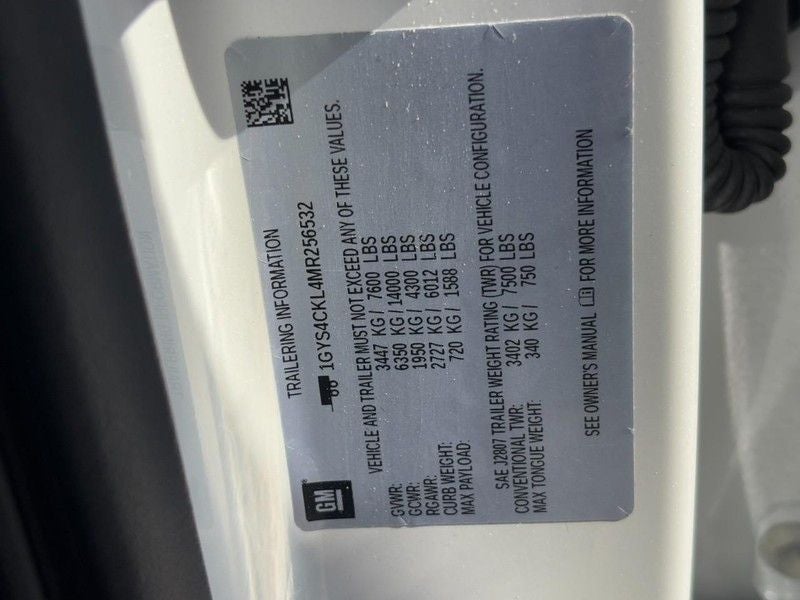 TRAILERING INFORMATION
1GYS4CKL4MR256532
GM
VEHICLE AND TRAILER MUST NOT EXCEED ANY OF THESE VALUES.
GVWR: 3447 KG / 7600 LBS
GCWR: 6350 KG / 14000 LBS
RGAWR: 1950 KG / 4300 LBS
CURB WEIGHT: 2727 KG / 6012 LBS
MAX PAYLOAD: 720 KG / 1588 LBS
SAE J2807 TRAILER WEIGHT RATING (TWR) FOR VEHICLE CONFIGURATION.
CONVENTIONAL TWR: 3402 KG / 7500 LBS
MAX TONGUE WEIGHT: 340 KG / 750 LBS
SEE OWNER'S MANUAL FOR MORE INFORMATION